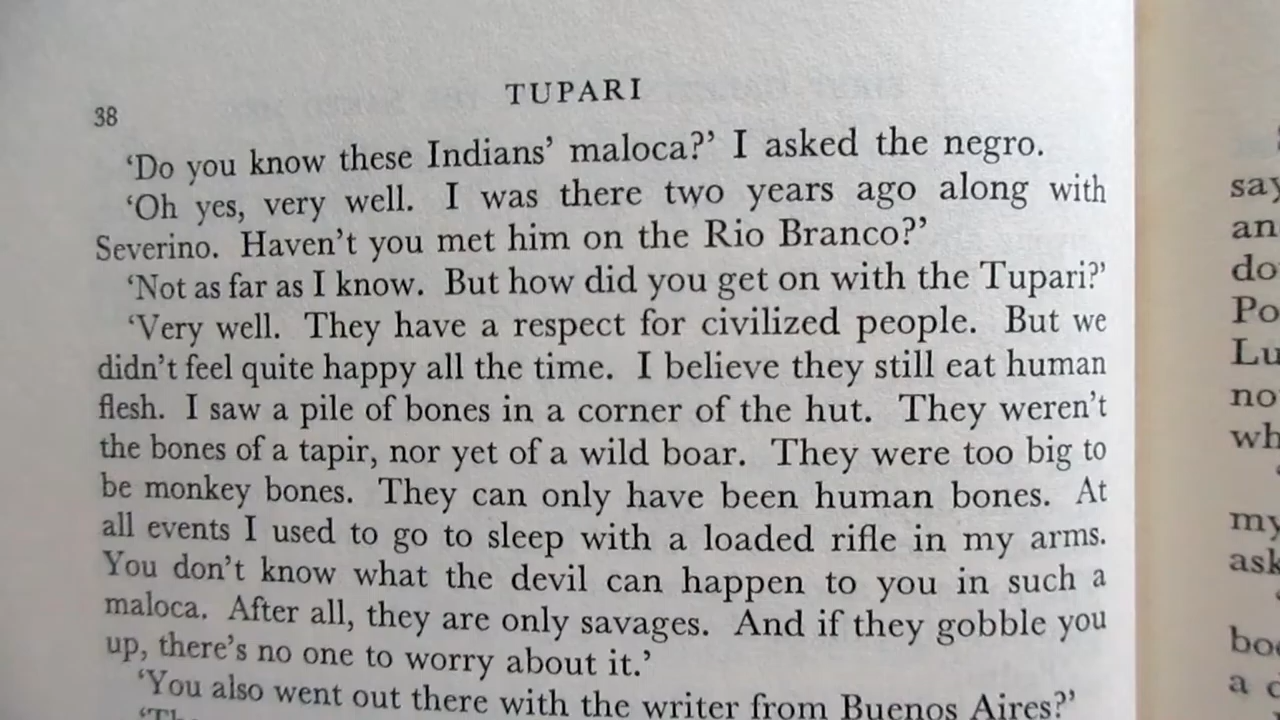 TUPARI
38
‘Do you know these Indians’ maloca?’ I asked the negro.
‘Oh yes, very well. I was there two years ago along with
Severino. Haven’t you met him on the Rio Branco?’
‘Not as far as I know. But how did you get on with the Tupari?’
‘Very well. They have a respect for civilized people. But we
didn’t feel quite happy all the time. I believe they still eat human
flesh. I saw a pile of bones in a corner of the hut. They weren’t
the bones of a tapir, nor yet of a wild boar. They were too big to
be monkey bones. They can only have been human bones. At
all events I used to go to sleep with a loaded rifle in my arms.
You don’t know what the devil can happen to you in such a
maloca. After all, they are only savages. And if they gobble you
up, there’s no one to worry about it.’
‘You also went out there with the writer from Buenos Aires?’
say
an
do
Po
Lu
no
wh
my
ask
boo
a